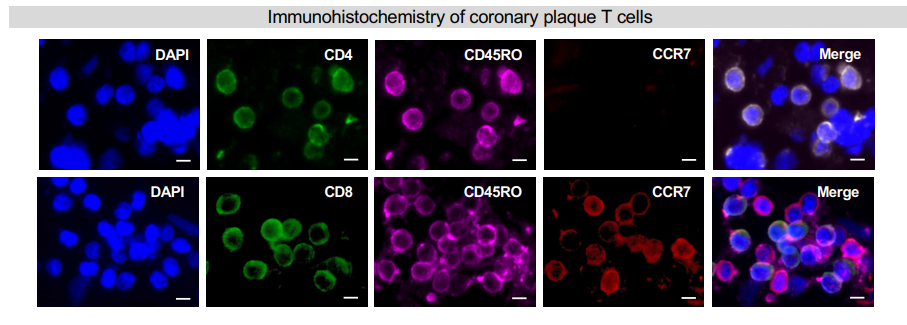 Immunohistochemistry of coronary plaque T cells
DAPI CD4 CD45RO CCR7 Merge
DAPI CD8 CD45RO CCR7 Merge